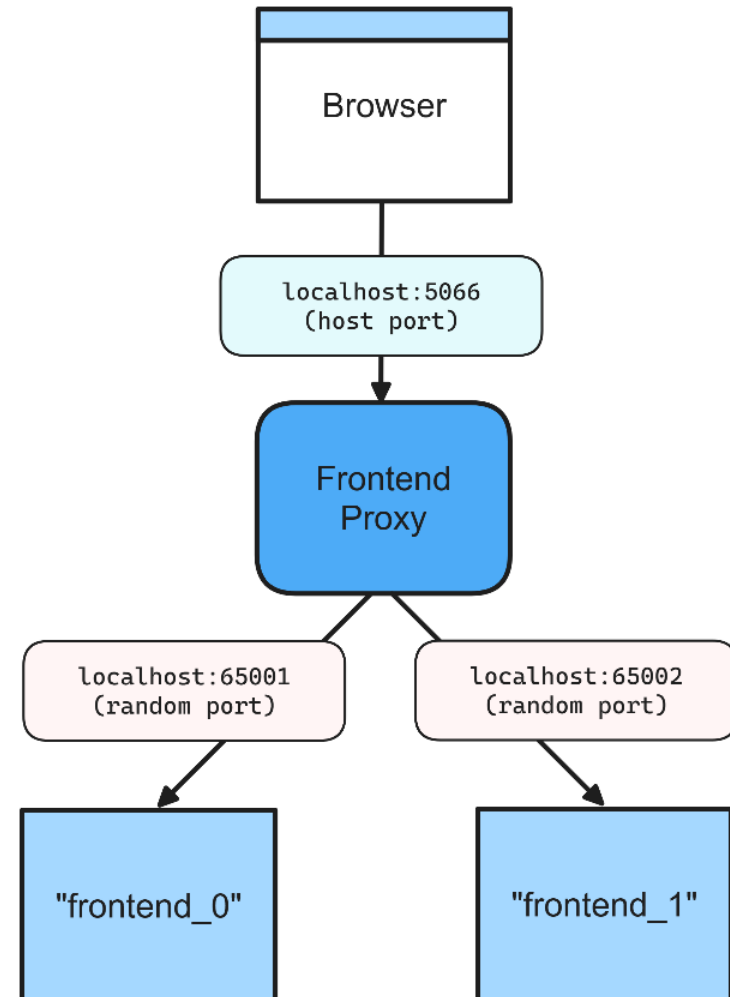 Browser
localhost:5066
(host port)
Frontend
Proxy
localhost:65001
(random port)
localhost:65002
(random port)
"frontend_0"
"frontend_1"